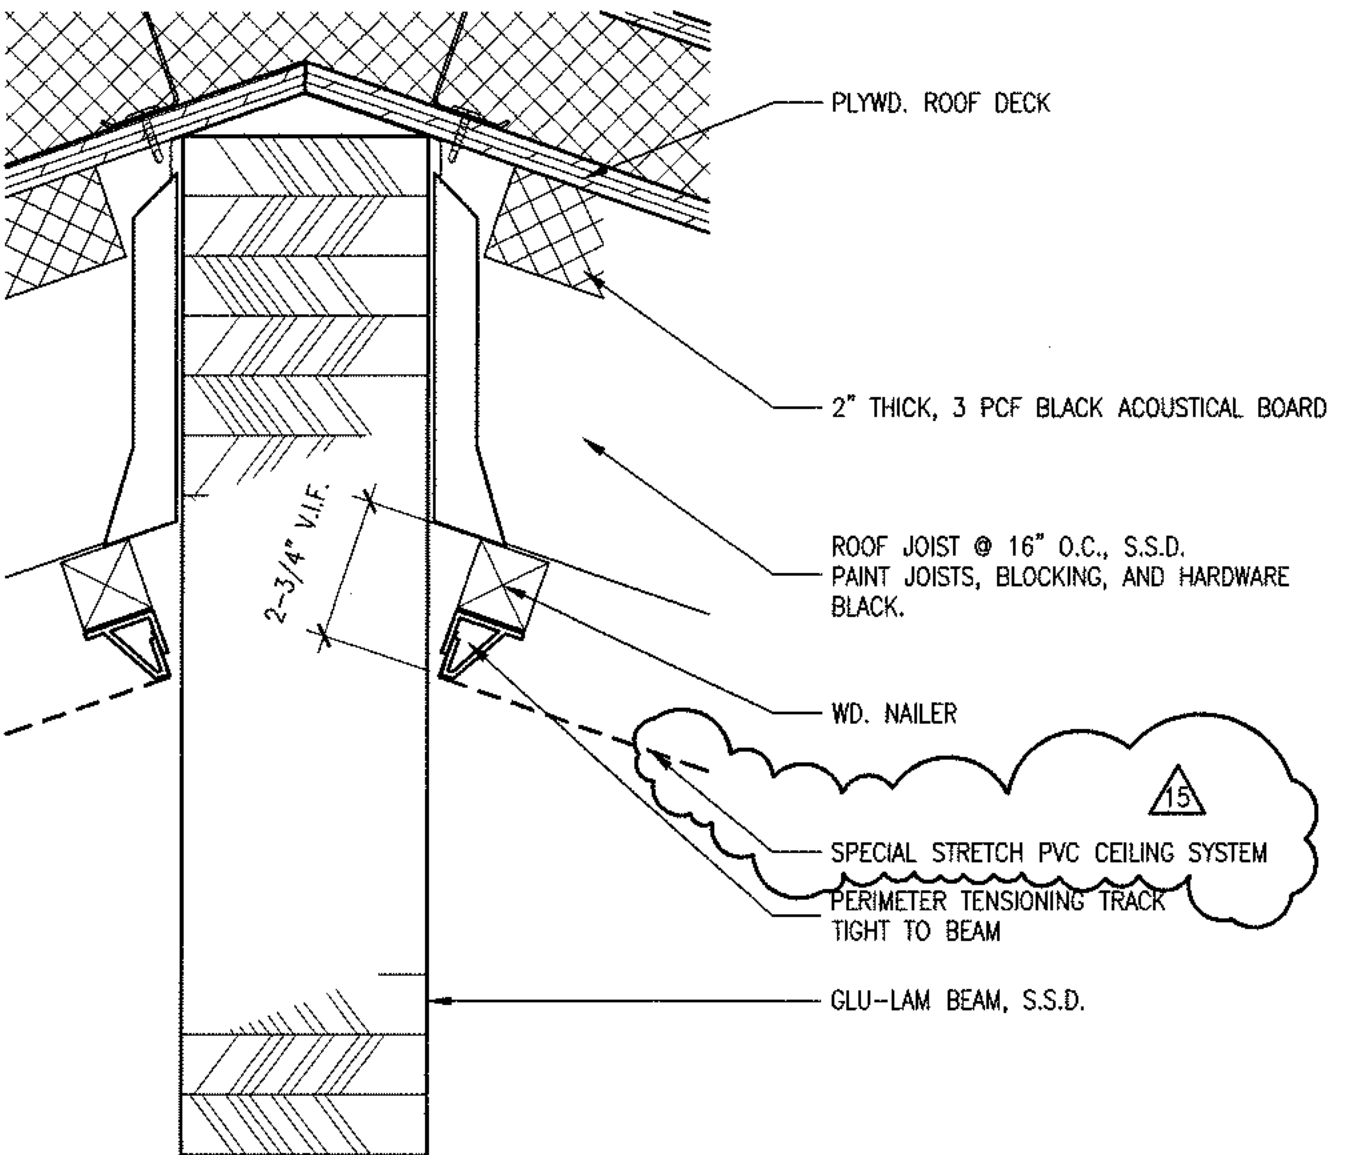 PLYWD. ROOF DECK
2" THICK, 3 PCF BLACK ACOUSTICAL BOARD
ROOF JOIST @ 16" O.C., S.S.D.
PAINT JOISTS, BLOCKING, AND HARDWARE
BLACK.
2-3/4" V.I.F.
WD. NAILER
15
SPECIAL STRETCH PVC CEILING SYSTEM
PERIMETER TENSIONING TRACK
TIGHT TO BEAM
GLU-LAM BEAM, S.S.D.